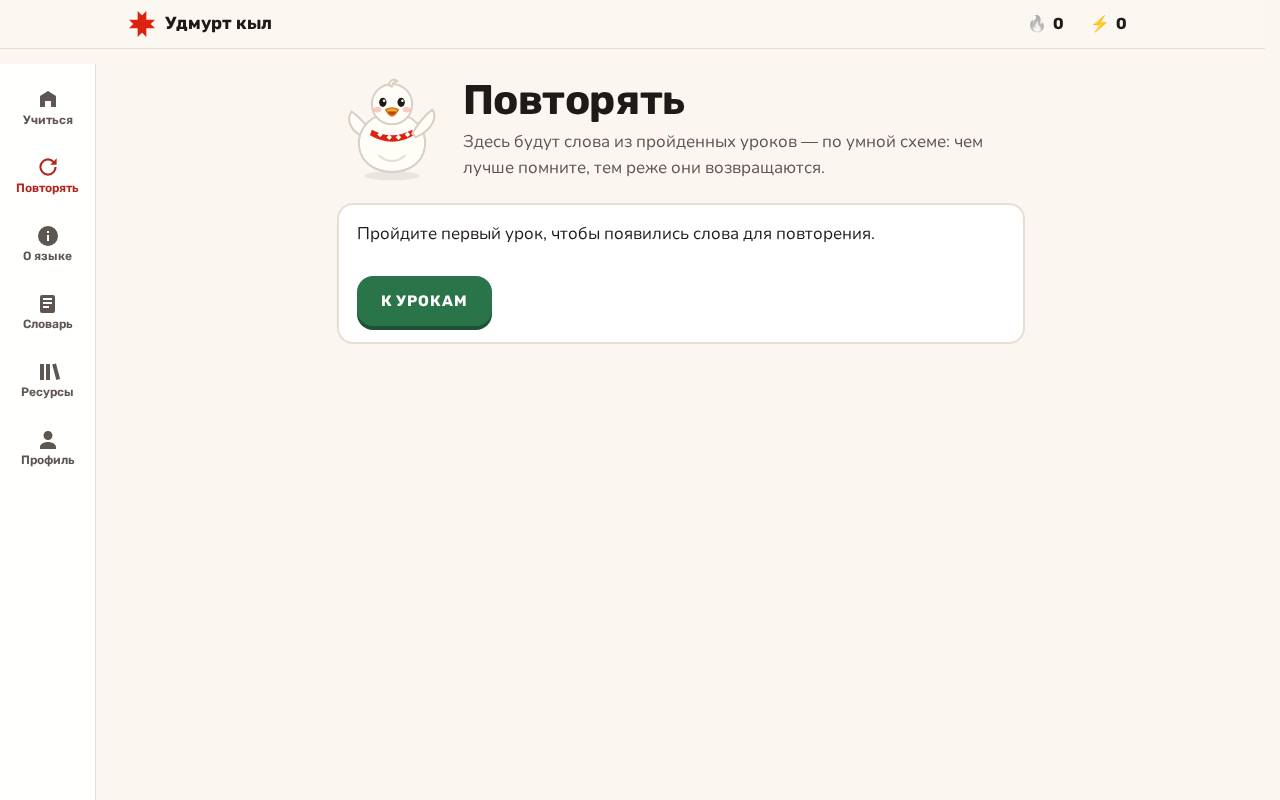 Удмурт кыл
0
0
Учиться
Повторять
О языке
Словарь
Ресурсы
Профиль
Повторять
Здесь будут слова из пройденных уроков — по умной схеме: чем
лучше помните, тем реже они возвращаются.
Пройдите первый урок, чтобы появились слова для повторения.
К УРОКАМ